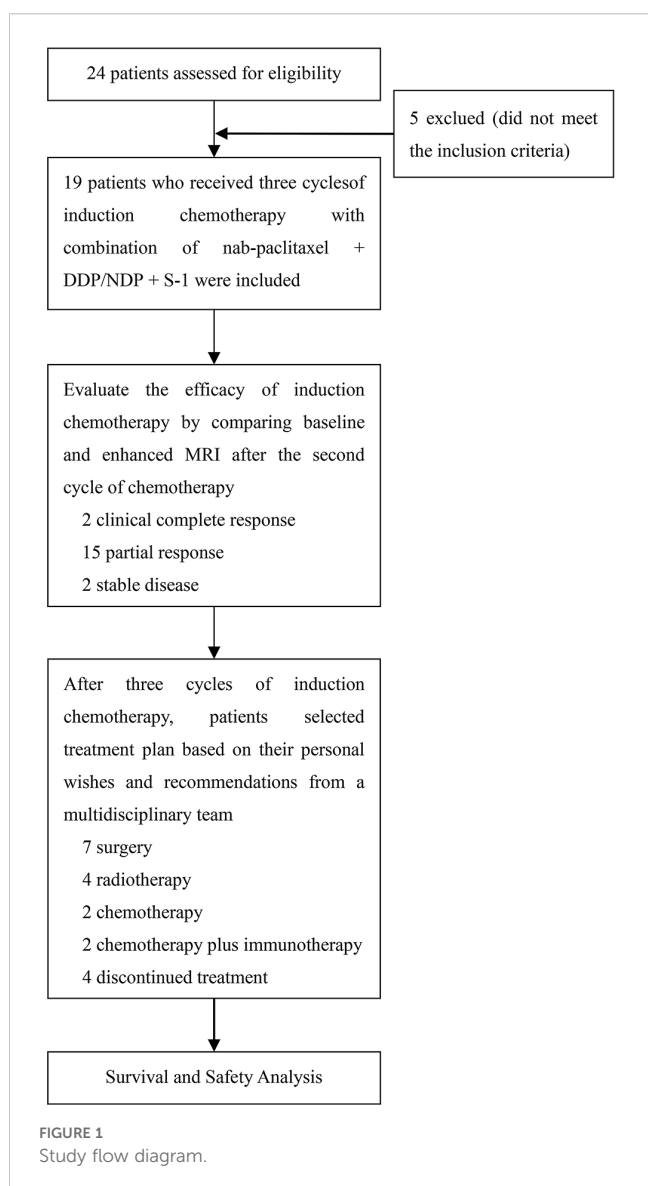 24 patients assessed for eligibility
5 exclued (did not meet
the inclusion criteria)
19 patients who received three cyclesof
induction chemotherapy with
combination of nab-paclitaxel +
DDP/NDP + S-1 were included
Evaluate the efficacy of induction
chemotherapy by comparing baseline
and enhanced MRI after the second
cycle of chemotherapy
2 clinical complete response
15 partial response
2 stable disease
After three cycles of induction
chemotherapy, patients selected
treatment plan based on their personal
wishes and recommendations from a
multidisciplinary team
7 surgery
4 radiotherapy
2 chemotherapy
2 chemotherapy plus immunotherapy
4 discontinued treatment
Survival and Safety Analysis
FIGURE 1
Study flow diagram.